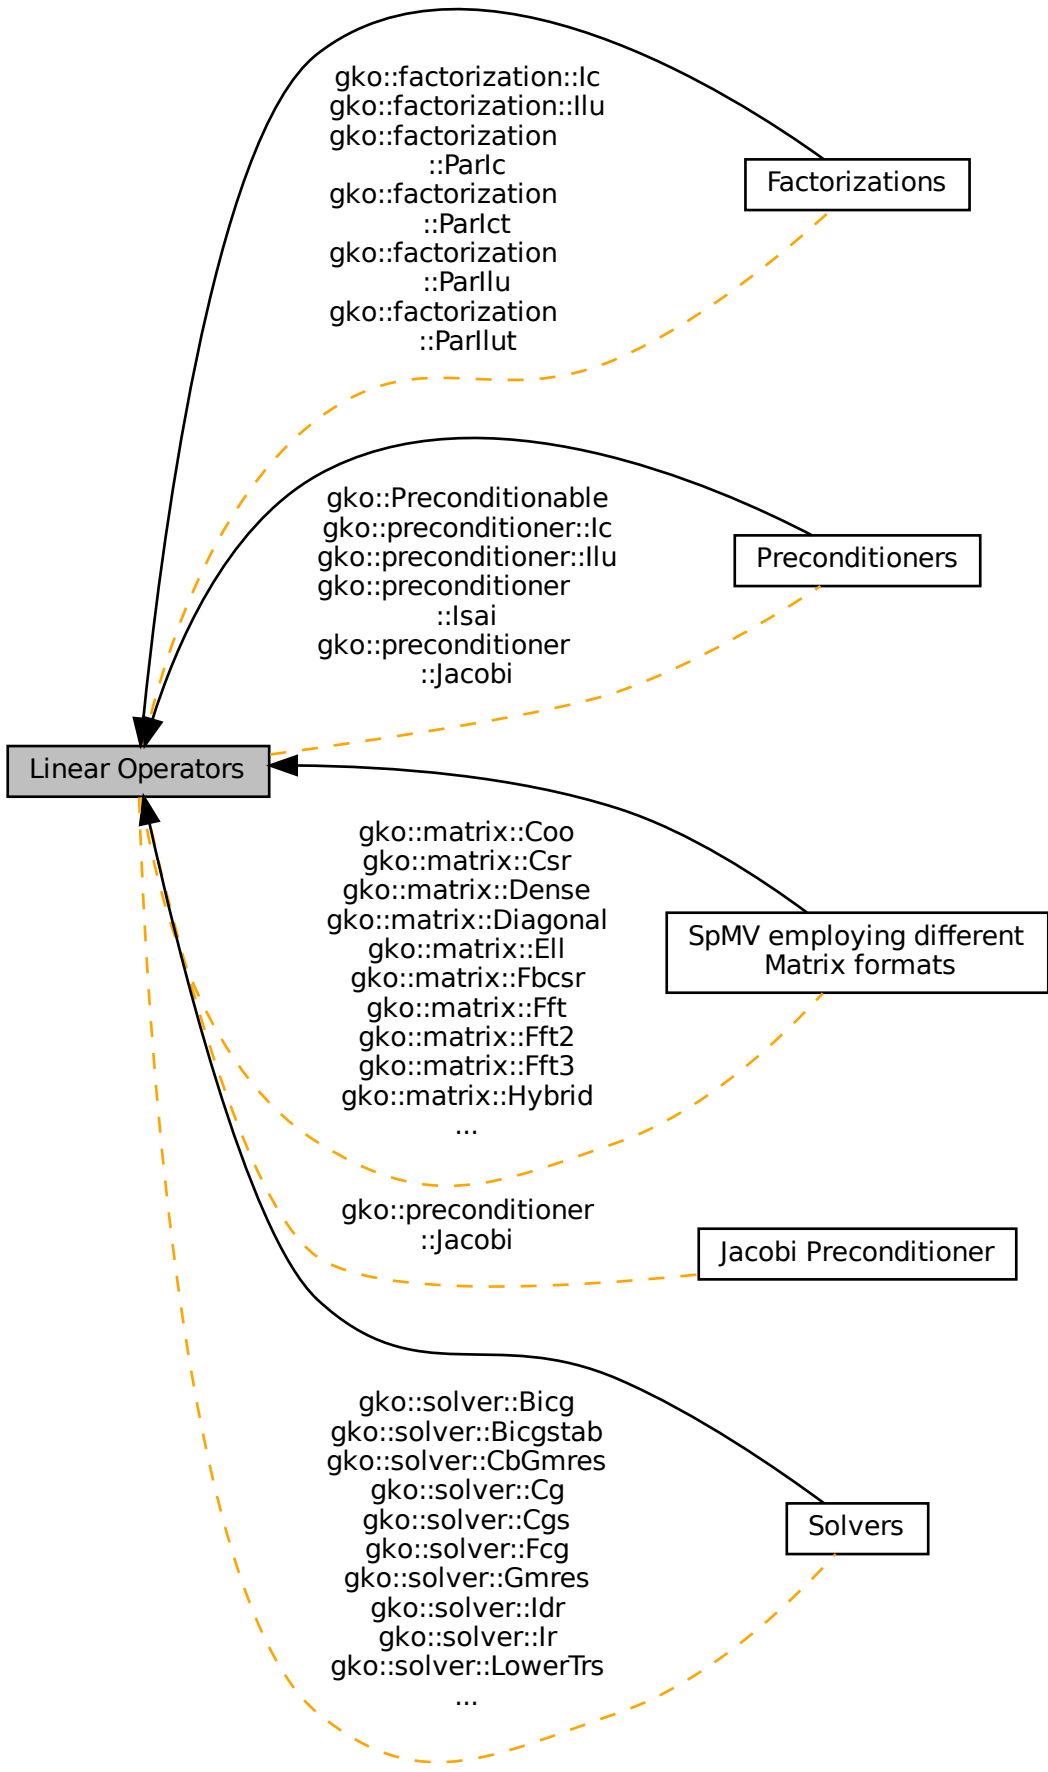 gko::factorization::Ic
gko::factorization::Ilu
gko::factorization
::ParIc
gko::factorization
::ParIct
gko::factorization
::ParIlu
gko::factorization
::ParIlut
Factorizations
gko::Preconditionable
gko::preconditioner::Ic
gko::preconditioner::Ilu
gko::preconditioner
::Isai
gko::preconditioner
::Jacobi
Preconditioners
Linear Operators
gko::matrix::Coo
gko::matrix::Csr
gko::matrix::Dense
gko::matrix::Diagonal
gko::matrix::Ell
gko::matrix::Fbcsr
gko::matrix::Fft
gko::matrix::Fft2
gko::matrix::Fft3
gko::matrix::Hybrid
...
SpMV employing different
Matrix formats
gko::preconditioner
::Jacobi
Jacobi Preconditioner
gko::solver::Bicg
gko::solver::Bicgstab
gko::solver::CbGmres
gko::solver::Cg
gko::solver::Cgs
gko::solver::Fcg
gko::solver::Gmres
gko::solver::Idr
gko::solver::Ir
gko::solver::LowerTrs
...
Solvers